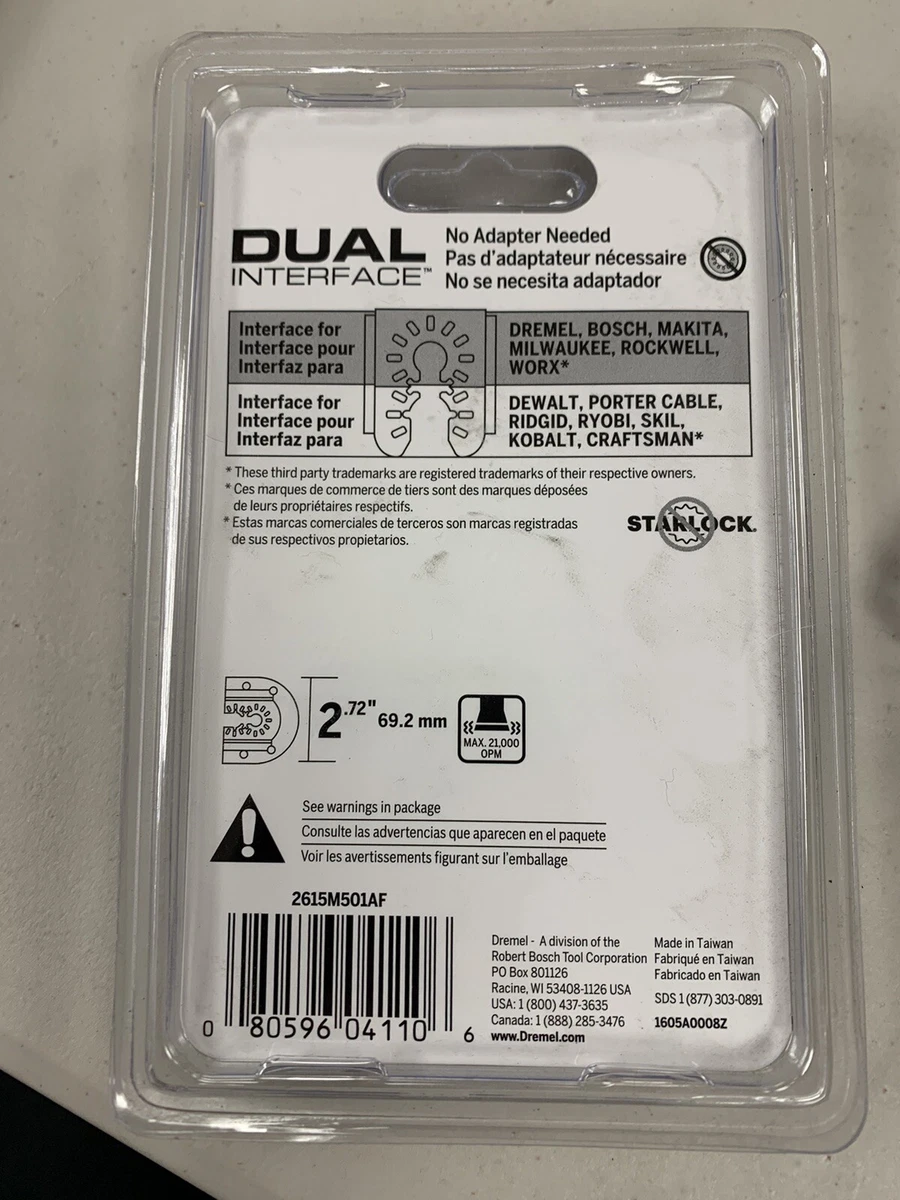 DUAL
INTERFACE™
No Adapter Needed
Pas d'adaptateur nécessaire
No se necesita adaptador
Interface for
Interface pour
Interfaz para
DREMEL, BOSCH, MAKITA,
MILWAUKEE, ROCKWELL,
WORX*
Interface for
Interface pour
Interfaz para
DEWALT, PORTER CABLE,
RIDGID, RYOBI, SKIL,
KOBALT, CRAFTSMAN*
* These third party trademarks are registered trademarks of their respective owners.
* Ces marques de commerce de tiers sont des marques déposées
de leurs propriétaires respectifs.
* Estas marcas comerciales de terceros son marcas registradas
de sus respectivos propietarios.
STARLOCK.
2.72" 69.2 mm
MAX. 21,000
OPM
See warnings in package
Consulte las advertencias que aparecen en el paquete
Voir les avertissements figurant sur l'emballage
2615M501AF
0 80596 04110 6
Dremel - A division of the
Robert Bosch Tool Corporation
PO Box 801126
Racine, WI 53408-1126 USA
USA: 1 (800) 437-3635
Canada: 1 (888) 285-3476
www.Dremel.com
Made in Taiwan
Fabriqué en Taiwan
Fabricado en Taiwan
SDS 1 (877) 303-0891
1605A0008Z